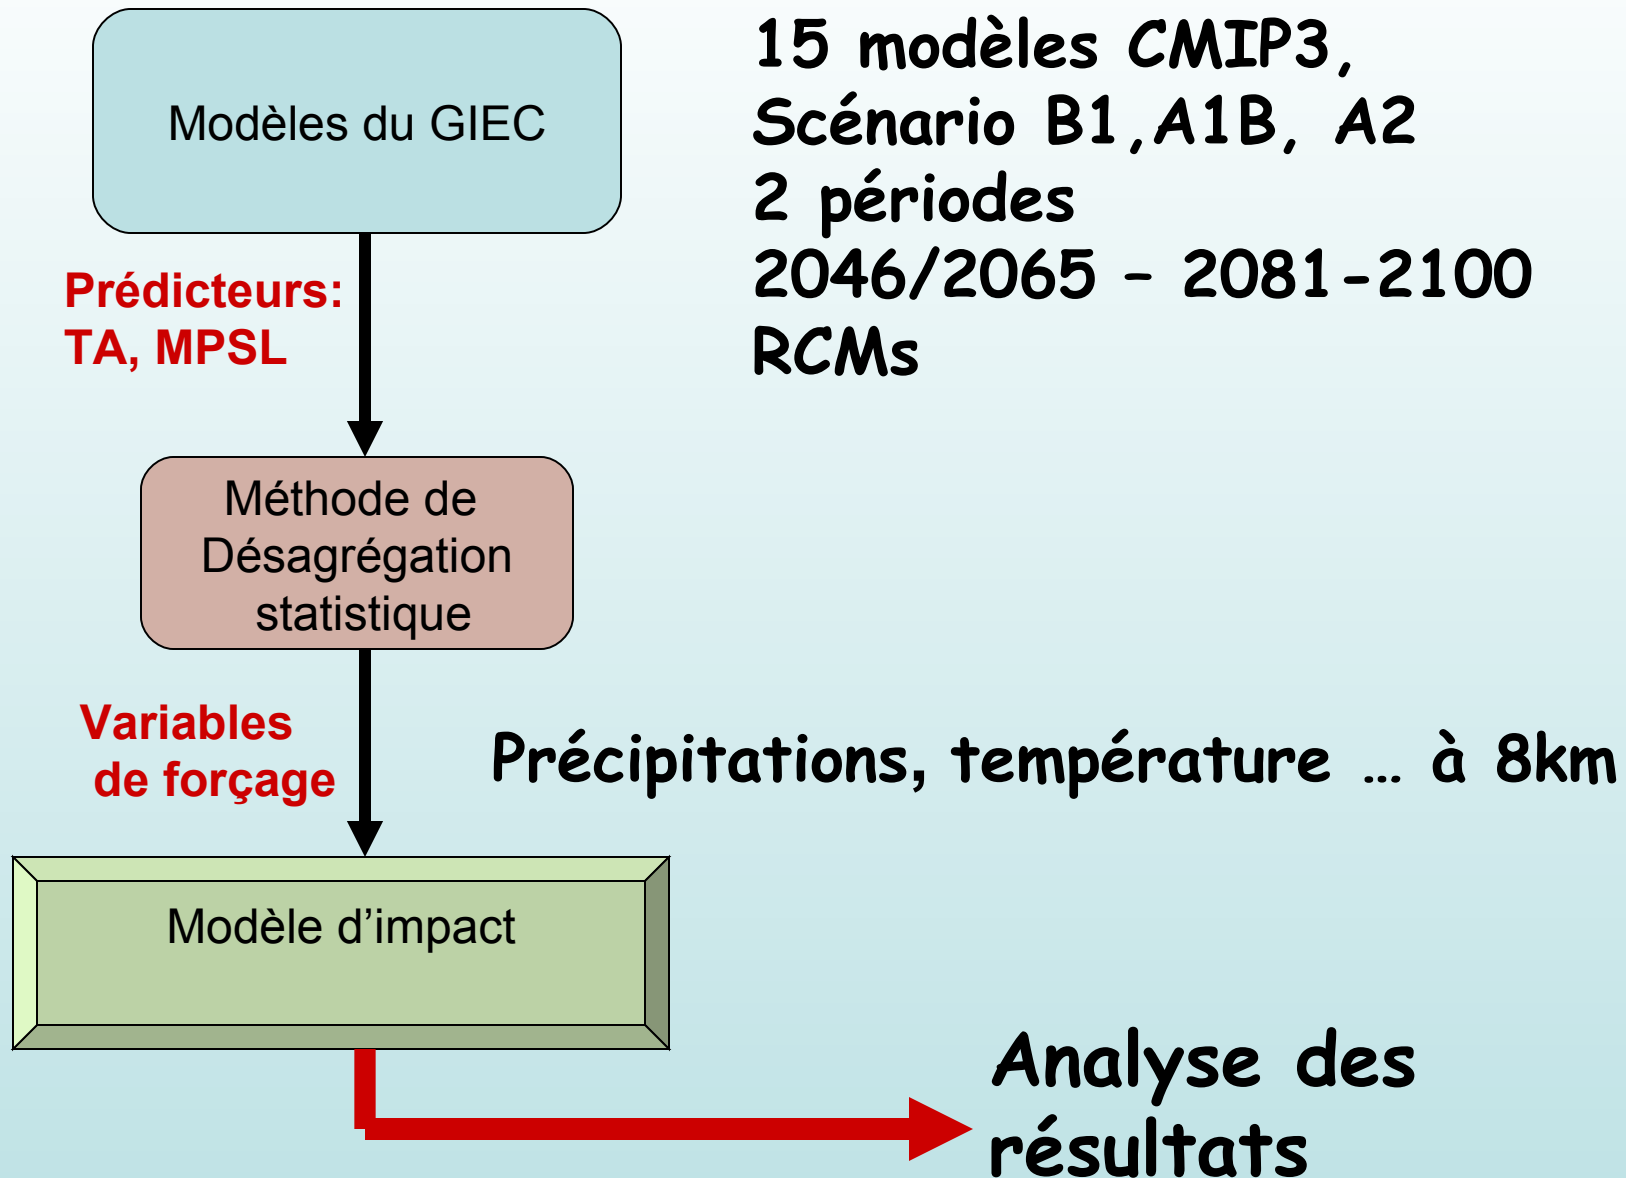 Modèles du GIEC
15 modèles CMIP3,
Scénario B1,A1B, A2
2 périodes
2046/2065 – 2081-2100
RCMs
Prédicteurs:
TA, MPSL
Méthode de
Désagrégation
statistique
Variables
de forçage
Précipitations, température … à 8km
Modèle d’impact
Analyse des
résultats